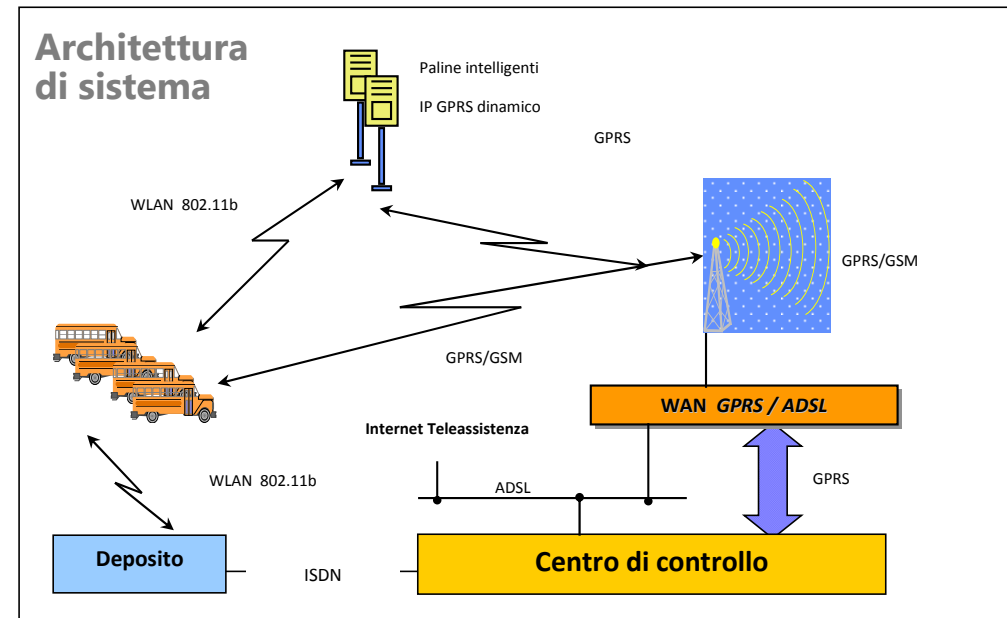 Architettura
di sistema
Paline intelligenti
IP GPRS dinamico
GPRS
WLAN 802.11b
GPRS/GSM
GPRS/GSM
WAN GPRS / ADSL
Internet Teleassistenza
WLAN 802.11b
ADSL
GPRS
Deposito
ISDN
Centro di controllo